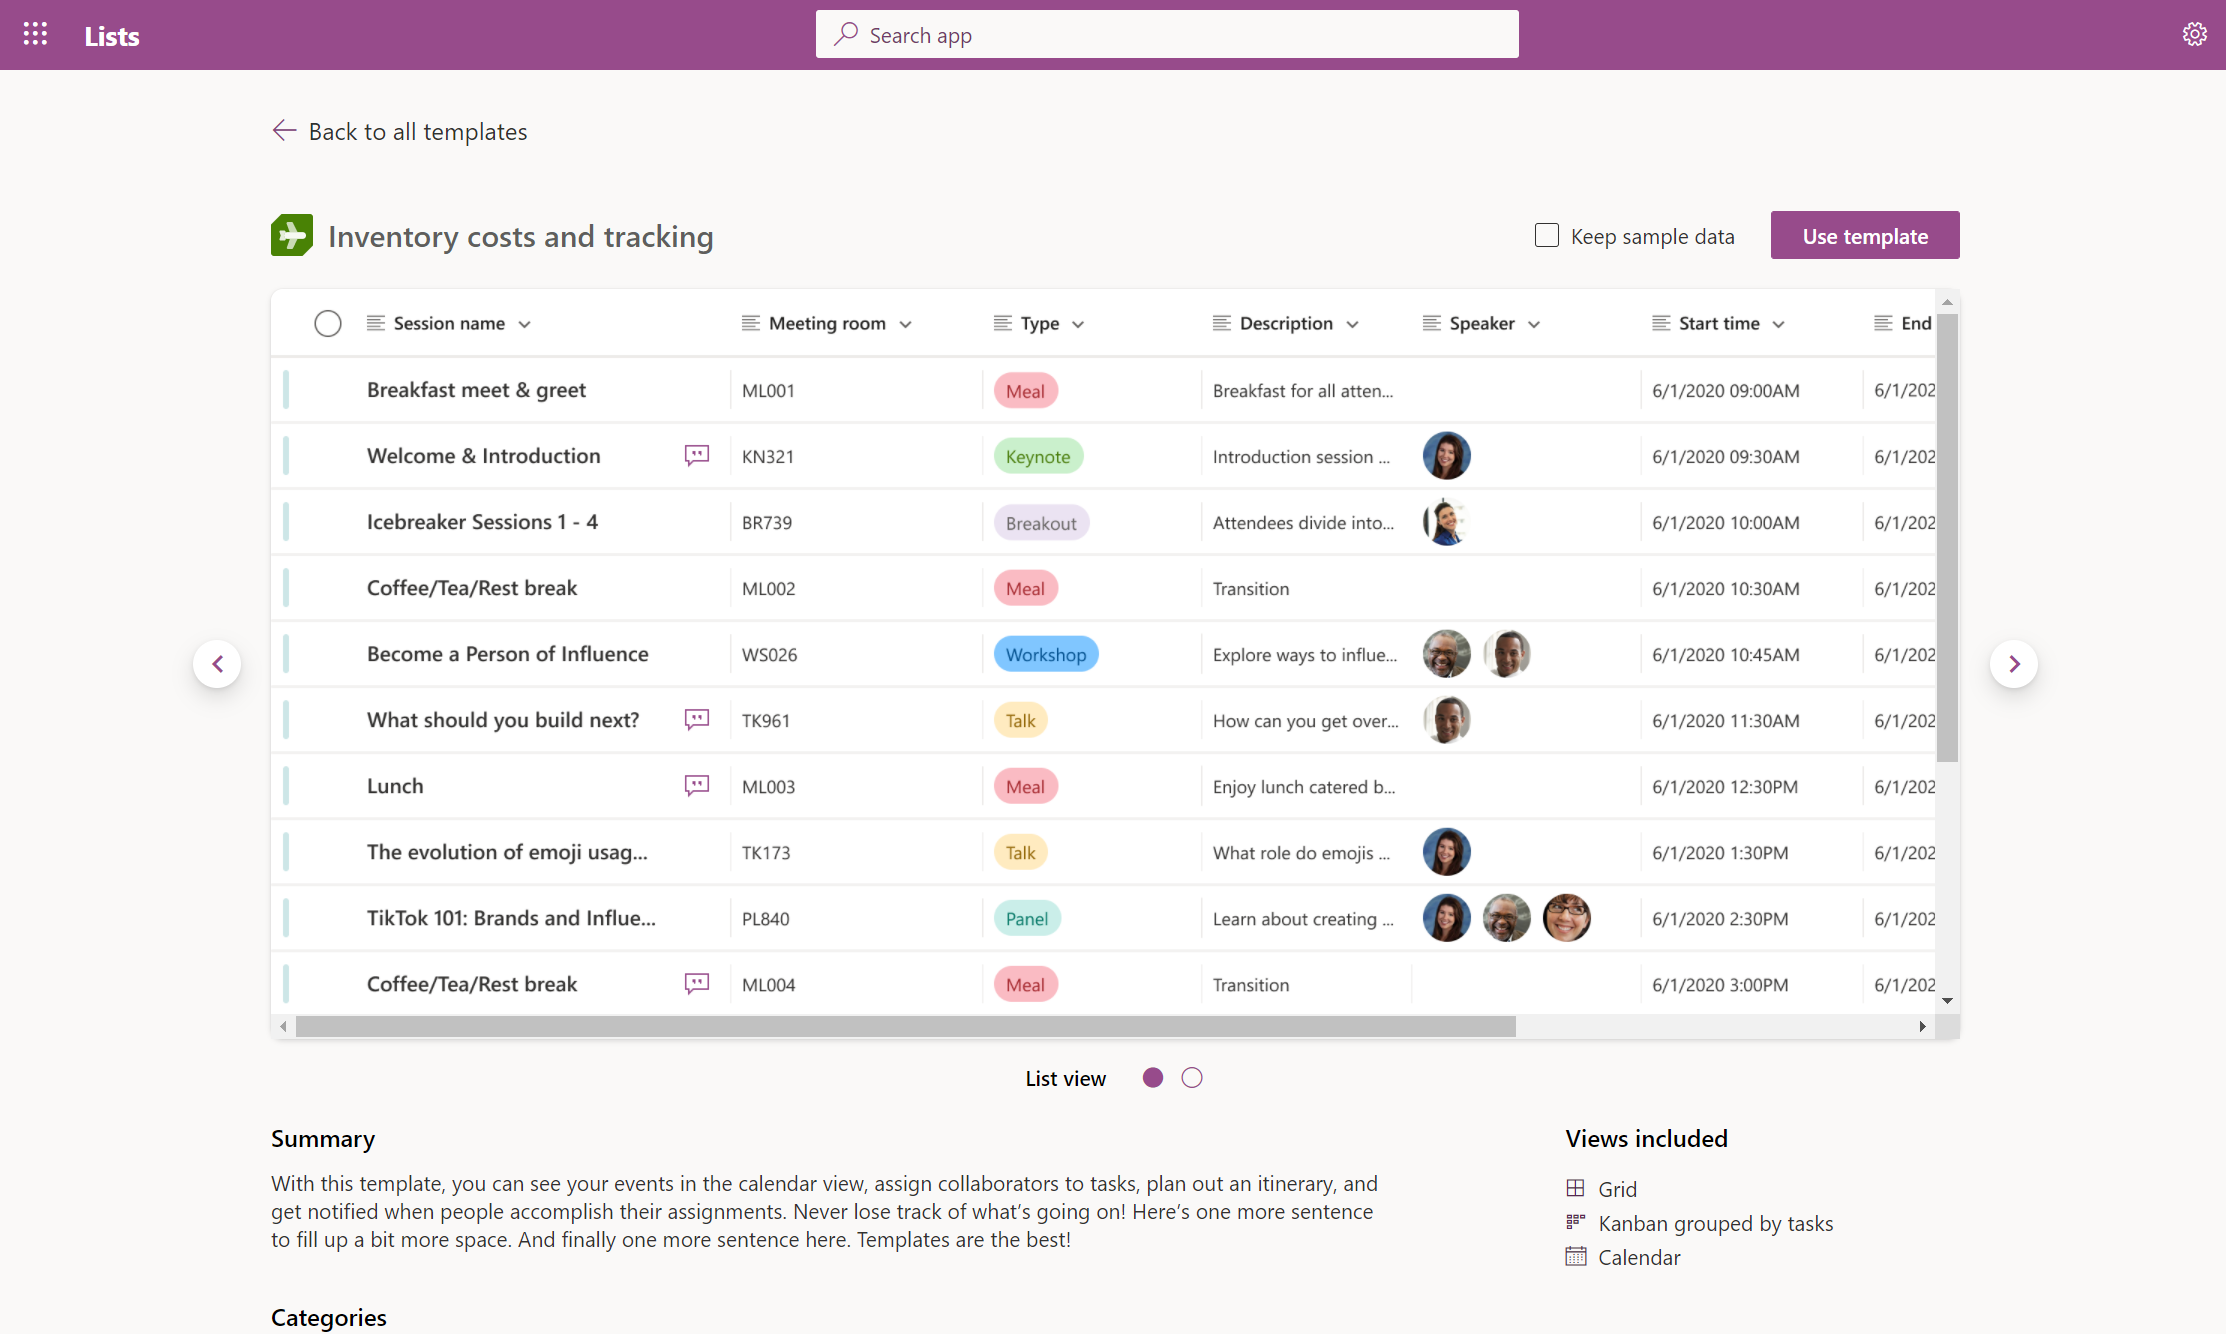 Lists
Search app
Back to all templates
Inventory costs and tracking
Keep sample data
Use template
Session name Meeting room Type Description Speaker Start time End
Breakfast meet & greet ML001 Meal Breakfast for all atten... 6/1/2020 09:00AM 6/1/202
Welcome & Introduction KN321 Keynote Introduction session ... 6/1/2020 09:30AM 6/1/202
Icebreaker Sessions 1 - 4 BR739 Breakout Attendees divide into... 6/1/2020 10:00AM 6/1/202
Coffee/Tea/Rest break ML002 Meal Transition 6/1/2020 10:30AM 6/1/202
Become a Person of Influence WS026 Workshop Explore ways to influe... 6/1/2020 10:45AM 6/1/202
What should you build next? TK961 Talk How can you get over... 6/1/2020 11:30AM 6/1/202
Lunch ML003 Meal Enjoy lunch catered b... 6/1/2020 12:30PM 6/1/202
The evolution of emoji usag... TK173 Talk What role do emojis ... 6/1/2020 1:30PM 6/1/202
TikTok 101: Brands and Influe... PL840 Panel Learn about creating ... 6/1/2020 2:30PM 6/1/202
Coffee/Tea/Rest break ML004 Meal Transition 6/1/2020 3:00PM 6/1/202
List view
Summary
With this template, you can see your events in the calendar view, assign collaborators to tasks, plan out an itinerary, and
get notified when people accomplish their assignments. Never lose track of what's going on! Here's one more sentence
to fill up a bit more space. And finally one more sentence here. Templates are the best!
Views included
Grid
Kanban grouped by tasks
Calendar
Categories